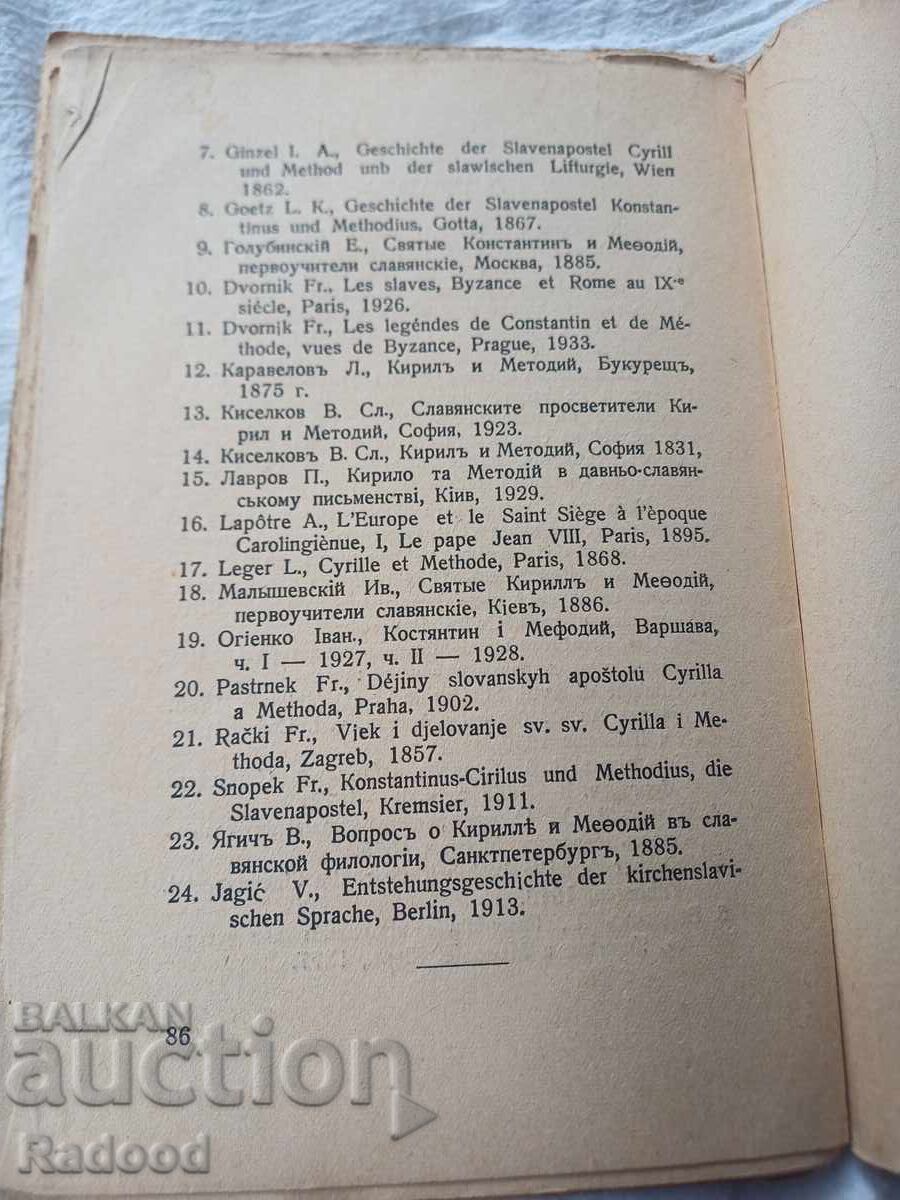 7. Ginzel I. A., Geschichte der Slavenapostel Cyrill
und Method unb der slawischen Lifturgie, Wien
1862.
8. Goetz L. K., Geschichte der Slavenapostel Konstan-
tinus und Methodius. Gotta, 1867.
9. Голубинскій Е., Святые Константинъ и Меѳодій,
первоучители славянскіе, Москва, 1885.
10. Dvornik Fr., Les slaves, Byzance et Rome au IX-e
siécle, Paris, 1926.
11. Dvornik Fr., Les legéndes de Constantin et de Mé-
thode, vues de Byzance, Prague, 1933.
12. Каравеловъ Л., Кирилъ и Методий, Букурещъ,
1875 г.
13. Киселков В. Сл., Славянските просветители Ки-
рил и Методий, София, 1923.
14. Киселковъ В. Сл., Кирилъ и Методий, София 1831,
15. Лавров П., Кирило та Методій в давньо-славян-
ському письменстві, Кіив, 1929.
16. Lapôtre A., L'Europe et le Saint Siège à l'èpoque
Carolingiènue, I, Le pape Jean VIII, Paris, 1895.
17. Leger L., Cyrille et Methode, Paris, 1868.
18. Малышевскій Ив., Святые Кириллъ и Меѳодій,
первоучители славянскіе, Кіевъ, 1886.
19. Огіенко Іван., Костянтин і Мефодий, Варшава,
ч. I — 1927, ч. II — 1928.
20. Pastrnek Fr., Déjiny slovanskyh apoštolů Cyrilla
a Methoda, Praha, 1902.
21. Rački Fr., Vjek i djelovanje sv. sv. Cyrilla i Me-
thoda, Zagreb, 1857.
22. Snopek Fr., Konstantinus-Cirilus und Methodius, die
Slavenapostel, Kremsier, 1911.
23. Ягичъ В., Вопросъ о Кириллѣ и Меѳодій въ сла-
вянской филологіи, Санктпетербургъ, 1885.
24. Jagić V., Entstehungsgeschichte der kirchenslavi-
schen Sprache, Berlin, 1913.
86
BALKAN
auction
Radood